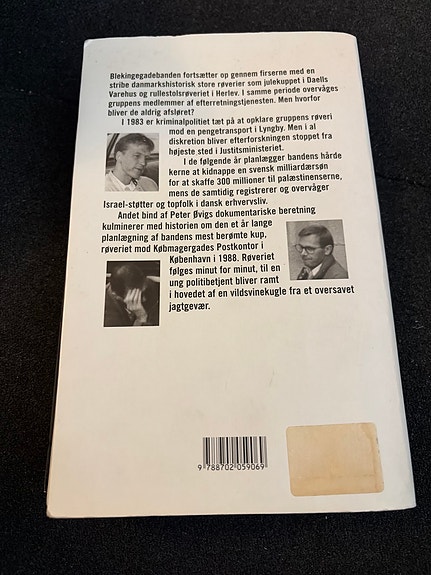 Blekingegadebanden fortsætter op gennem firserne med en
stribe danmarkshistorisk store røverier som julekuppet i Daells
Varehus og rullestolsrøveriet i Herlev. I samme periode overvåges
gruppens medlemmer af efterretningstjenesten. Men hvorfor
bliver de aldrig afsløret?
I 1983 er kriminalpolitiet tæt på at opklare gruppens røveri
mod en pengetransport i Lyngby. Men i al
diskretion bliver efterforskningen stoppet fra
højeste sted i Justitsministeriet.
I de følgende år planlægger bandens hårde
kerne at kidnappe en svensk milliardærsøn
for at skaffe 300 millioner til palæstinenserne,
mens de samtidig registrerer og overvåger
Israel-støtter og topfolk i dansk erhvervsliv.
Andet bind af Peter Øvigs dokumentariske beretning
kulminerer med historien om den et år lange
planlægning af bandens mest berømte kup,
røveriet mod Købmagergades Postkontor i
København i 1988. Røveriet
følges minut for minut, til en
ung politibetjent bliver ramt
i hovedet af en vildsvinekugle fra et oversavet
jagtgevær.
9 788702 059069